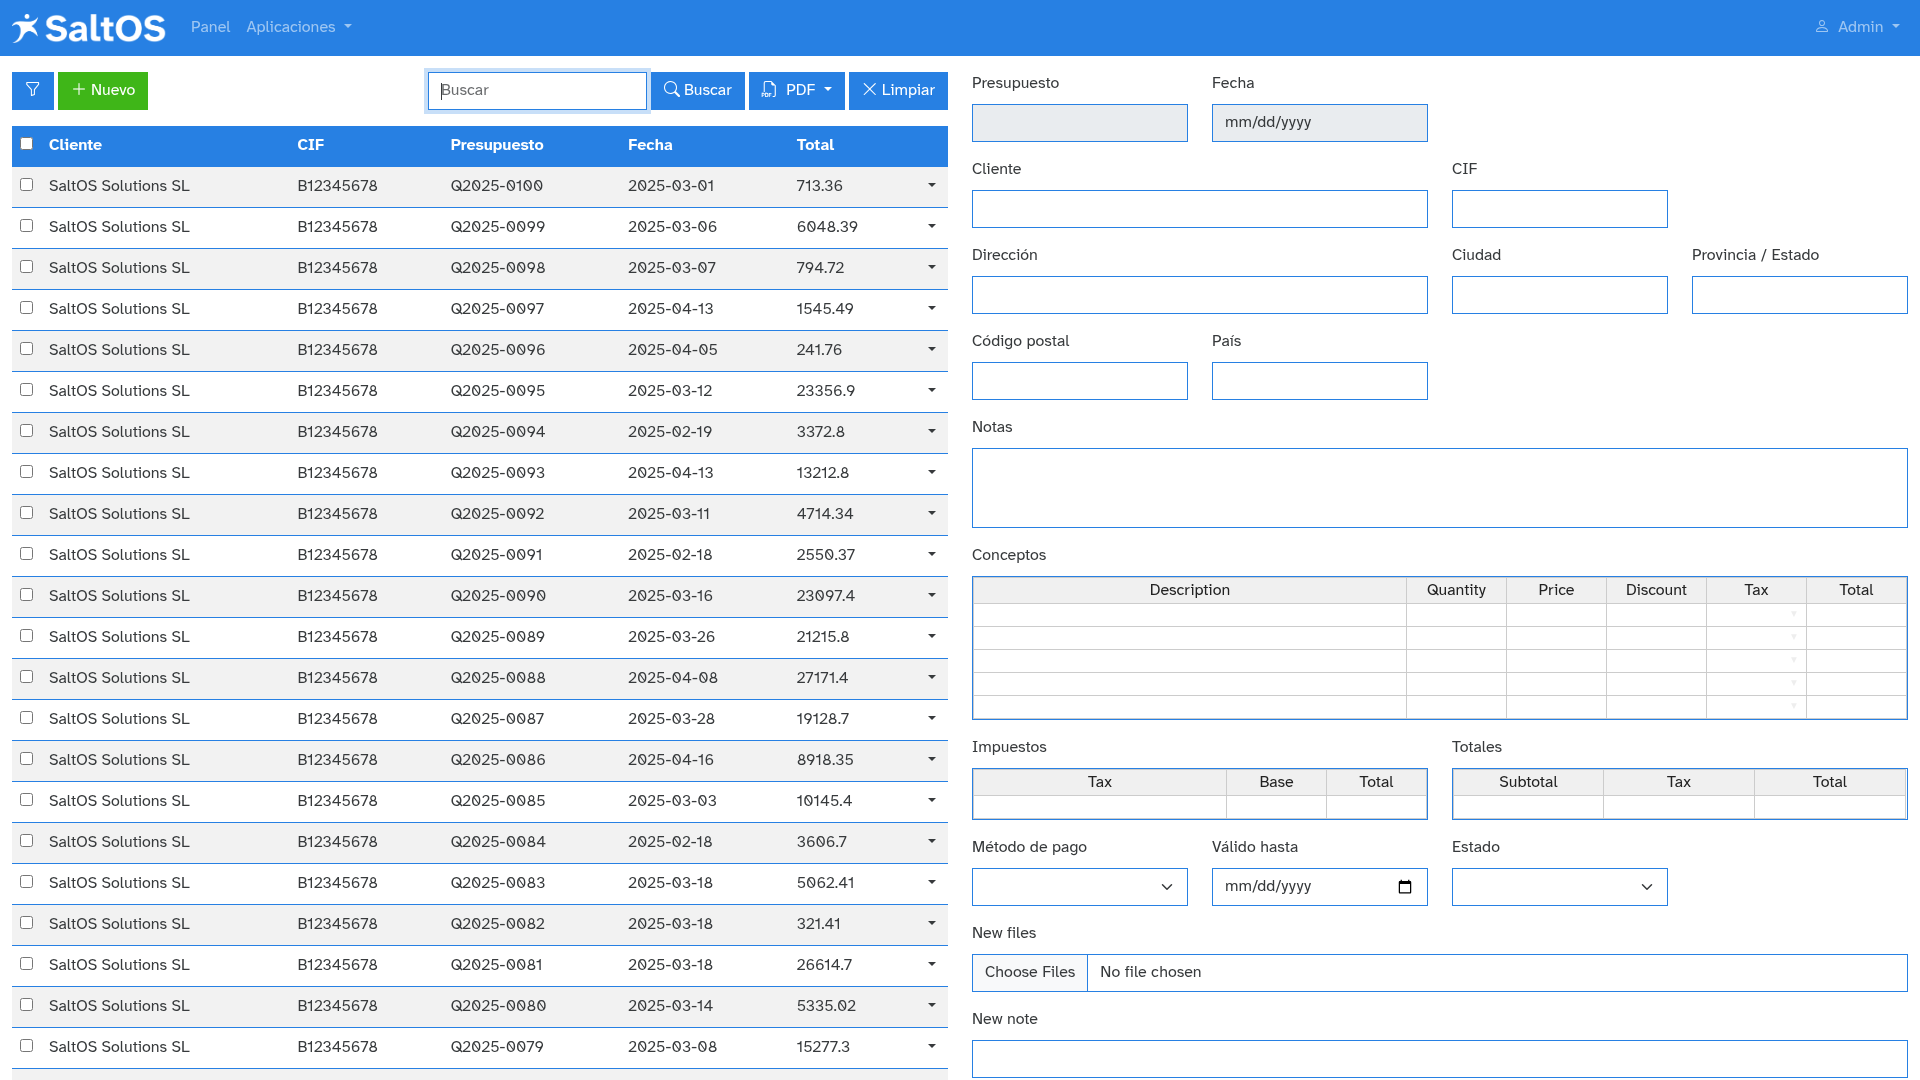 SaltOS Panel Aplicaciones Admin
Nuevo Buscar Buscar PDF Limpiar
Cliente CIF Presupuesto Fecha Total
SaltOS Solutions SL B12345678 Q2025-0100 2025-03-01 713.36
SaltOS Solutions SL B12345678 Q2025-0099 2025-03-06 6048.39
SaltOS Solutions SL B12345678 Q2025-0098 2025-03-07 794.72
SaltOS Solutions SL B12345678 Q2025-0097 2025-04-13 1545.49
SaltOS Solutions SL B12345678 Q2025-0096 2025-04-05 241.76
SaltOS Solutions SL B12345678 Q2025-0095 2025-03-12 23356.9
SaltOS Solutions SL B12345678 Q2025-0094 2025-02-19 3372.8
SaltOS Solutions SL B12345678 Q2025-0093 2025-04-13 13212.8
SaltOS Solutions SL B12345678 Q2025-0092 2025-03-11 4714.34
SaltOS Solutions SL B12345678 Q2025-0091 2025-02-18 2550.37
SaltOS Solutions SL B12345678 Q2025-0090 2025-03-16 23097.4
SaltOS Solutions SL B12345678 Q2025-0089 2025-03-26 21215.8
SaltOS Solutions SL B12345678 Q2025-0088 2025-04-08 27171.4
SaltOS Solutions SL B12345678 Q2025-0087 2025-03-28 19128.7
SaltOS Solutions SL B12345678 Q2025-0086 2025-04-16 8918.35
SaltOS Solutions SL B12345678 Q2025-0085 2025-03-03 10145.4
SaltOS Solutions SL B12345678 Q2025-0084 2025-02-18 3606.7
SaltOS Solutions SL B12345678 Q2025-0083 2025-03-18 5062.41
SaltOS Solutions SL B12345678 Q2025-0082 2025-03-18 321.41
SaltOS Solutions SL B12345678 Q2025-0081 2025-03-18 26614.7
SaltOS Solutions SL B12345678 Q2025-0080 2025-03-14 5335.02
SaltOS Solutions SL B12345678 Q2025-0079 2025-03-08 15277.3
Presupuesto Fecha
mm/dd/yyyy
Cliente CIF
Dirección Ciudad Provincia / Estado
Código postal País
Notas
Conceptos
Description Quantity Price Discount Tax Total
Impuestos Totales
Tax Base Total Subtotal Tax Total
Método de pago Válido hasta Estado
mm/dd/yyyy
New files
Choose Files No file chosen
New note